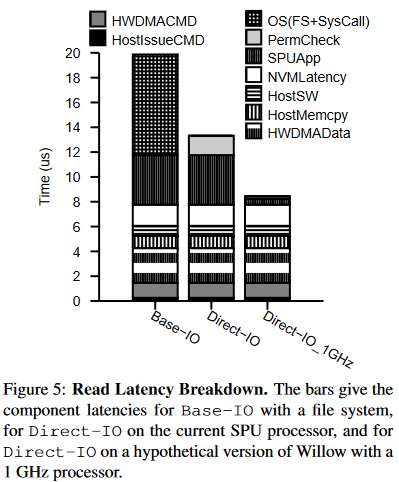 HWDMACMD
HostIssueCMD
OS(FS+SysCall)
PermCheck
SPUApp
NVMLatency
HostSW
HostMemcpy
HWDMAData
Time (us)
20
18
16
14
12
10
8
6
4
2
0
Base-IO
Direct-IO
Direct-IO_1GHz
Figure 5: Read Latency Breakdown. The bars give the
component latencies for Base-IO with a file system,
for Direct-IO on the current SPU processor, and for
Direct-IO on a hypothetical version of Willow with a
1 GHz processor.